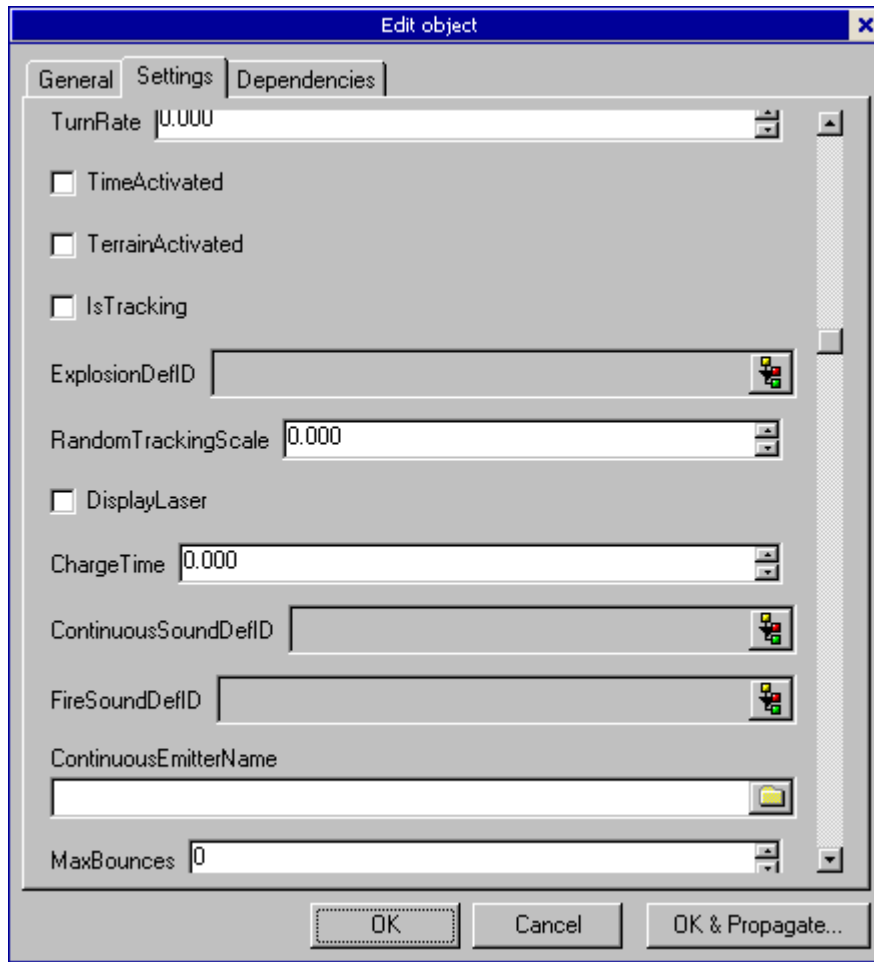 Edit object
General Settings Dependencies
TurnRate 0.000
TimeActivated
TerrainActivated
IsTracking
ExplosionDefID
RandomTrackingScale 0.000
DisplayLaser
ChargeTime 0.000
ContinuousSoundDefID
FireSoundDefID
ContinuousEmitterName
MaxBounces 0
OK Cancel OK & Propagate...